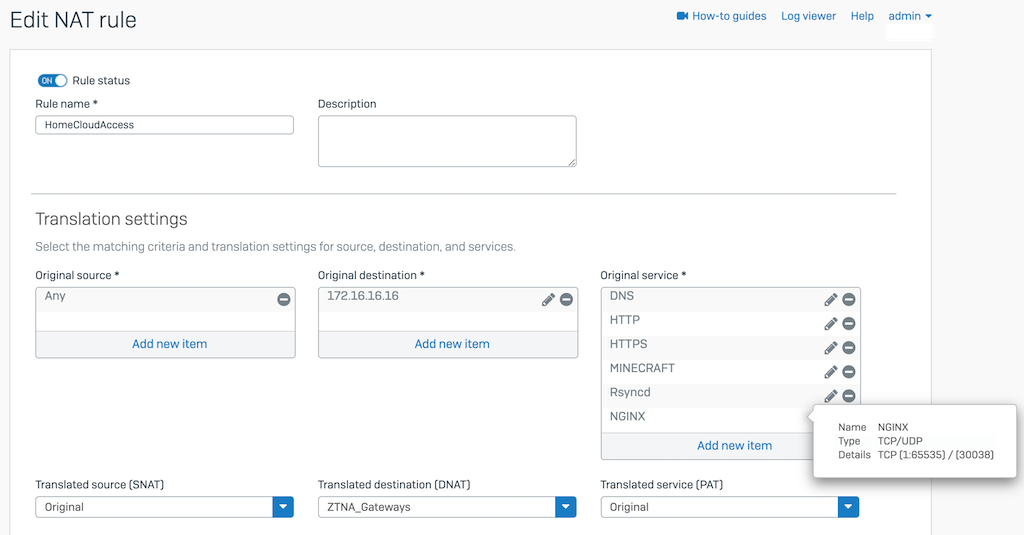 Edit NAT rule
How-to guides Log viewer Help admin
ON Rule status
Rule name * Description
HomeCloudAccess
Translation settings
Select the matching criteria and translation settings for source, destination, and services.
Original source * Original destination * Original service *
Any 172.16.16.16 DNS
HTTP
Add new item Add new item HTTPS
MINECRAFT
Rsyncd
NGINX
Add new item
Name NGINX
Type TCP/UDP
Details TCP (1:65535) / (30038)
Translated source (SNAT) Translated destination (DNAT) Translated service (PAT)
Original ZTNA_Gateways Original